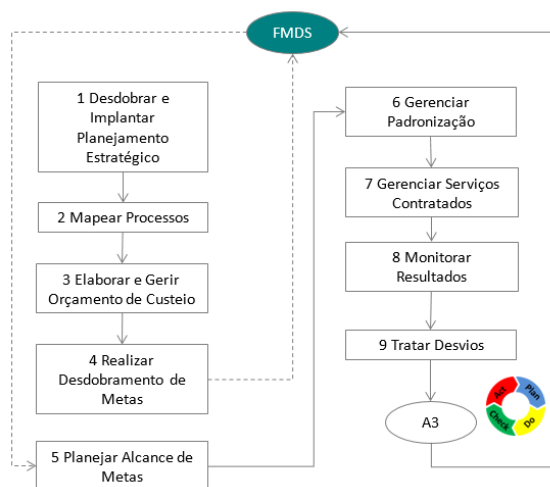 FMDS
1 Desdobrar e
Implantar
Planejamento
Estratégico
2 Mapear Processos
3 Elaborar e Gerir
Orçamento de Custeio
4 Realizar
Desdobramento de
Metas
5 Planejar Alcance de
Metas
6 Gerenciar
Padronização
7 Gerenciar Serviços
Contratados
8 Monitorar
Resultados
9 Tratar Desvios
A3
Act
Plan
Check
Do